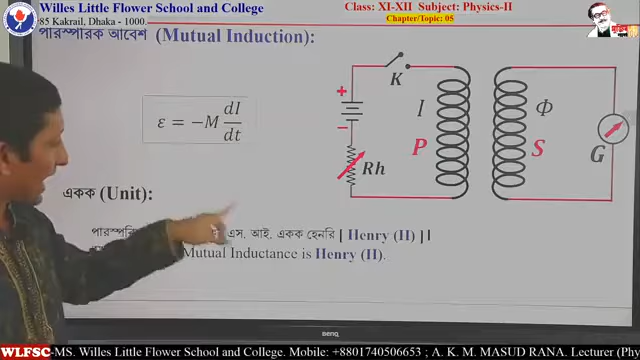 Willes Little Flower School and College
Class: XI-XII Subject: Physics-II
85 Kakrail, Dhaka - 1000.
Chapter/Topic: 05
পারস্পরিক আবেশ (Mutual Induction):
ε = −M dI/dt
K
+
−
I
Φ
P
S
G
Rh
একক (Unit):
এস. আই. একক হেনরি [ Henry (H) ]।
Mutual Inductance is Henry (H).
BenQ
WLFSC-MS. Willes Little Flower School and College. Mobile: +8801740506653 ; A. K. M. MASUD RANA. Lecturer (Phy